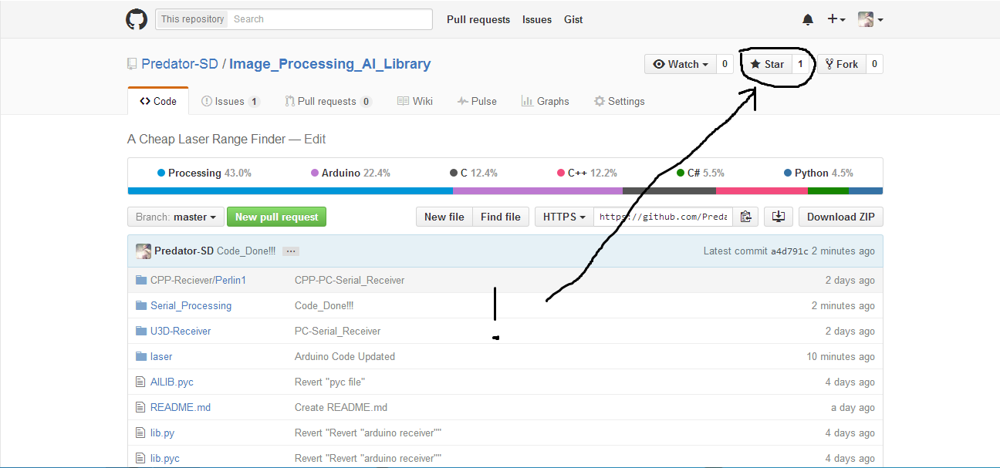 This repository Search Pull requests Issues Gist
Predator-SD / Image_Processing_AI_Library Watch 0 Star 1 Fork 0
Code Issues 1 Pull requests 0 Wiki Pulse Graphs Settings
A Cheap Laser Range Finder — Edit
Processing 43.0% Arduino 22.4% C 12.4% C++ 12.2% C# 5.5% Python 4.5%
Branch: master New pull request New file Find file HTTPS https://github.com/Preda Download ZIP
Predator-SD Code_Done!!! ... Latest commit a4d791c 2 minutes ago
CPP-Reciever/Perlin1 CPP-PC-Serial_Receiver 2 days ago
Serial_Processing Code_Done!!! 2 minutes ago
U3D-Receiver PC-Serial_Receiver 2 days ago
laser Arduino Code Updated 10 minutes ago
AILIB.pyc Revert "pyc file" 4 days ago
README.md Create README.md a day ago
lib.py Revert "Revert "arduino receiver"" 4 days ago
lib.pyc Revert "Revert "arduino receiver"" 4 days ago
!